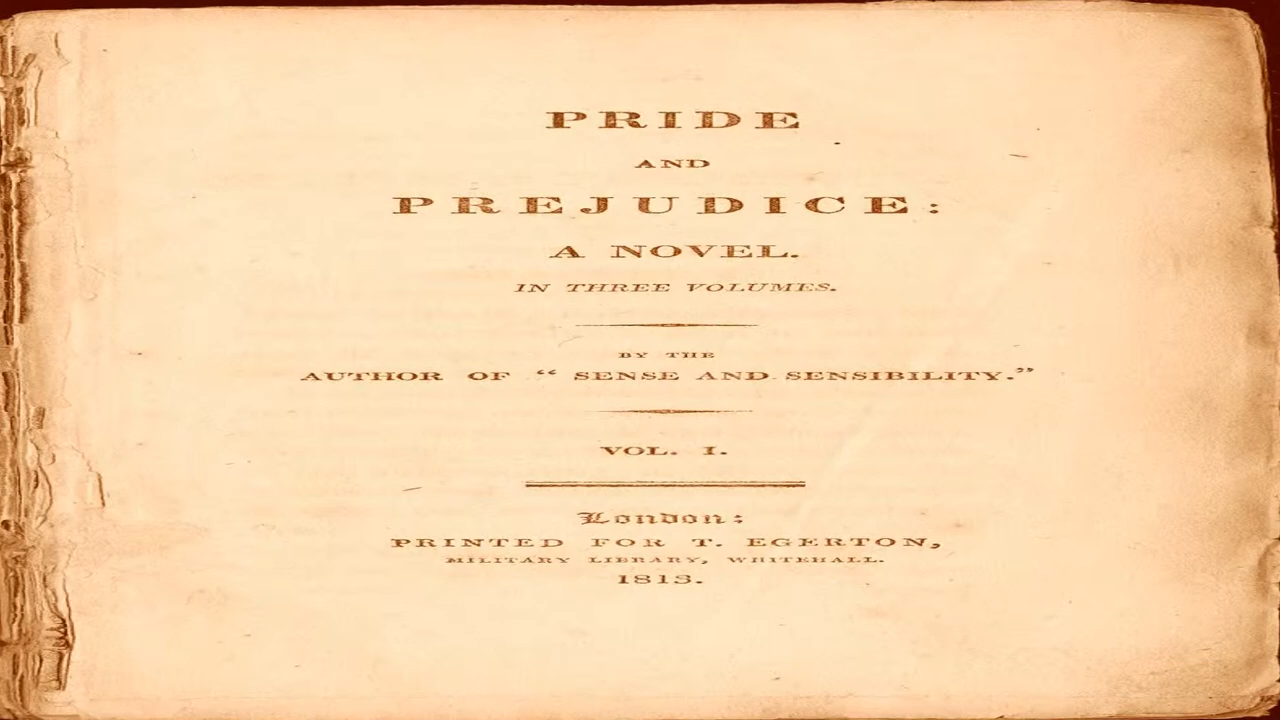 PRIDE
AND
PREJUDICE:
A NOVEL.
IN THREE VOLUMES.
BY THE
AUTHOR OF “ SENSE AND SENSIBILITY.”
VOL. I.
London:
PRINTED FOR T. EGERTON,
MILITARY LIBRARY, WHITEHALL.
1813.